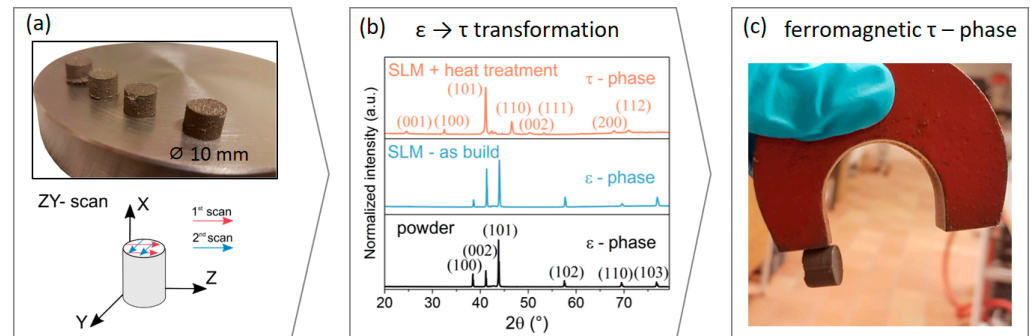 (a)
⌀ 10 mm
ZY- scan
X
1st scan
2nd scan
Z
Y
(b) ε → τ transformation
Normalized intensity (a.u.)
SLM + heat treatment τ - phase
(101)
(110) (111) (112)
(001) (100) (002) (200)
SLM - as build
ε - phase
powder (101)
(002) ε - phase
(100) (102) (110) (103)
20 30 40 50 60 70
2θ (°)
(c) ferromagnetic τ – phase